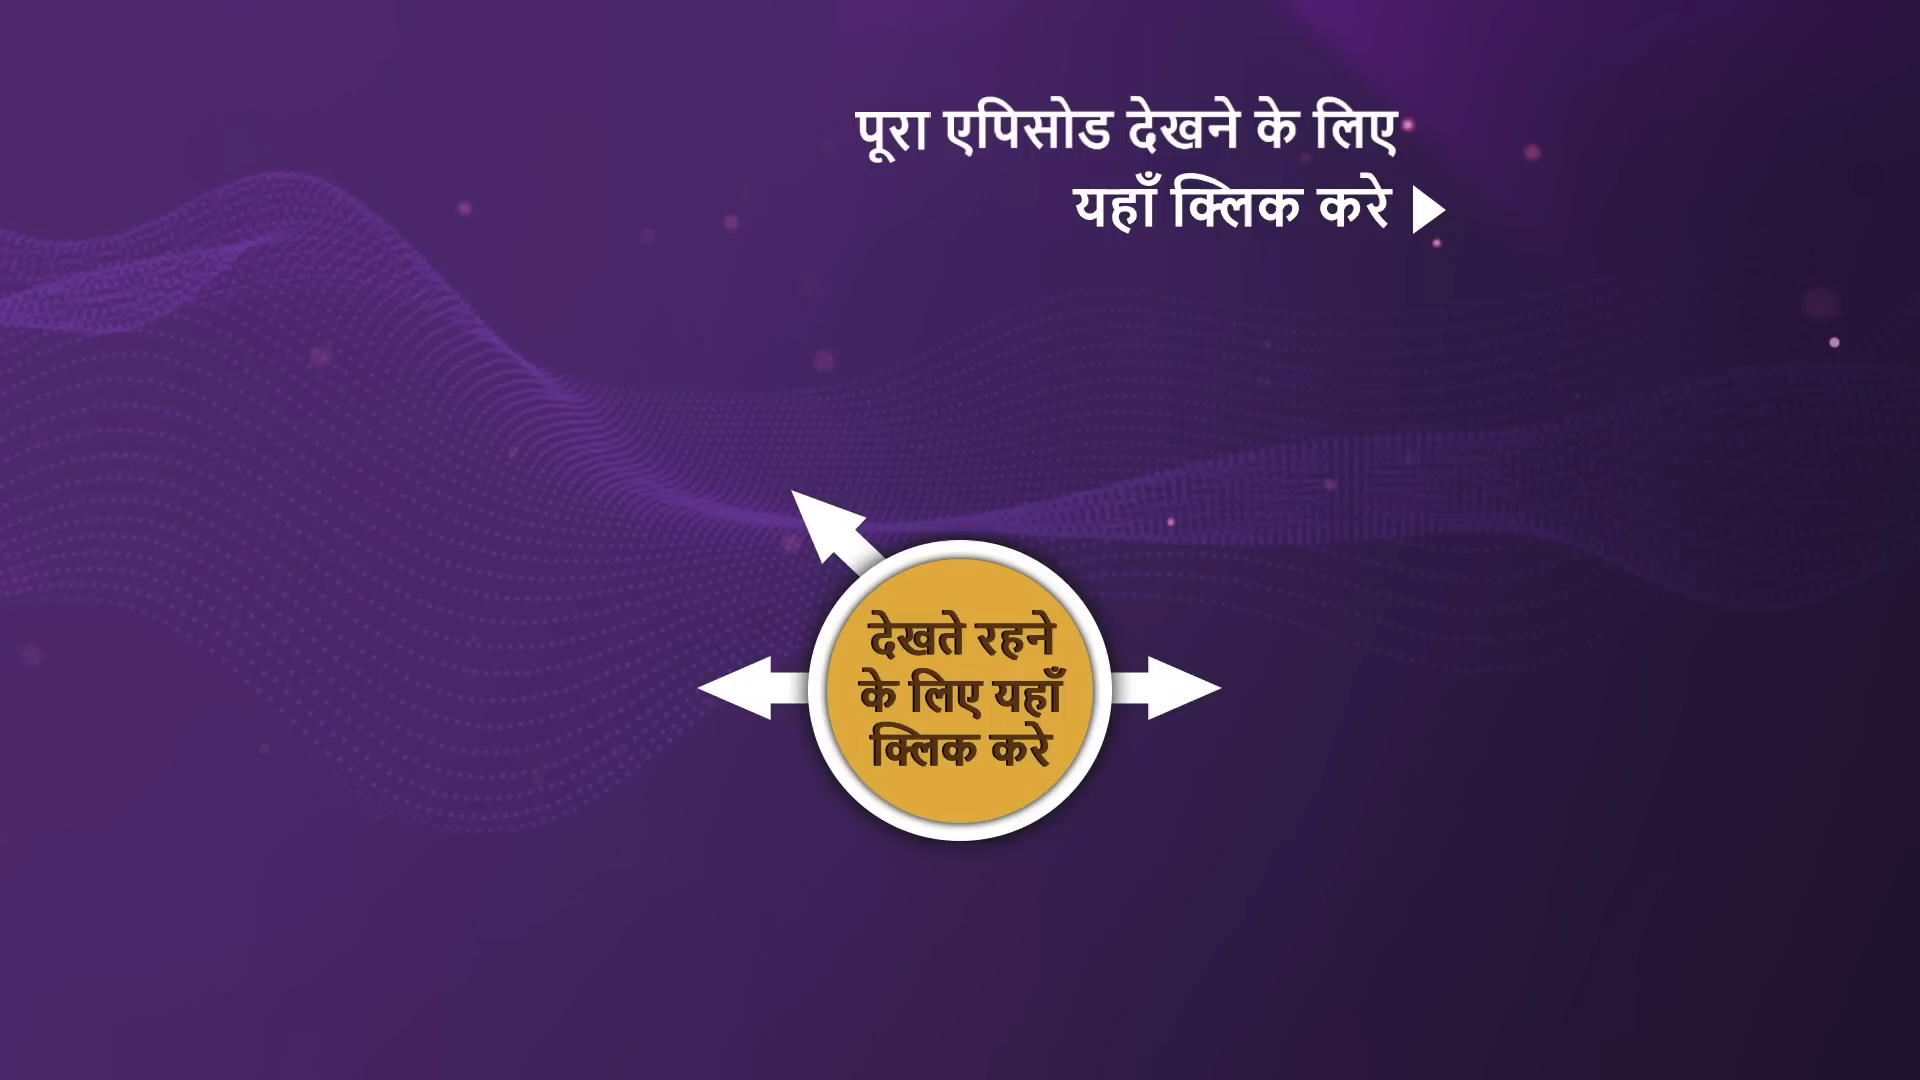 पूरा एपिसोड देखने के लिए
यहाँ क्लिक करे
देखते रहने
के लिए यहाँ
क्लिक करे